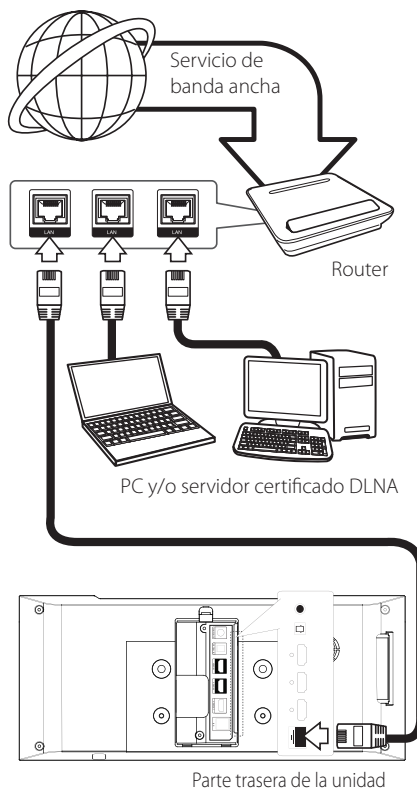 Servicio de
banda ancha
LAN
LAN
LAN
Router
PC y/o servidor certificado DLNA
Parte trasera de la unidad